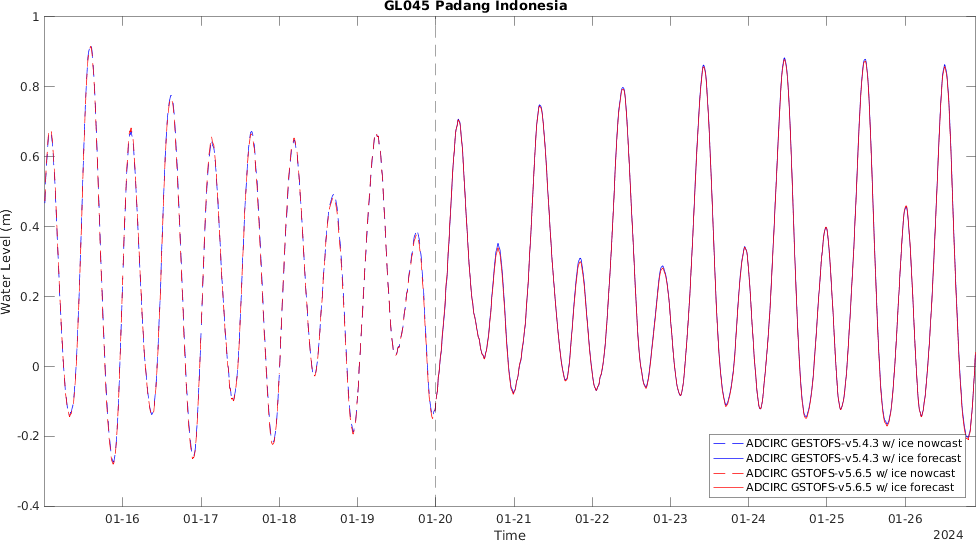 GL045 Padang Indonesia
1
0.8
0.6
0.4
0.2
0
-0.2
-0.4
Water Level (m)
ADCIRC GESTOFS-v5.4.3 w/ ice nowcast
ADCIRC GESTOFS-v5.4.3 w/ ice forecast
ADCIRC GSTOFS-v5.6.5 w/ ice nowcast
ADCIRC GSTOFS-v5.6.5 w/ ice forecast
01-16 01-17 01-18 01-19 01-20 01-21 01-22 01-23 01-24 01-25 01-26
Time
2024